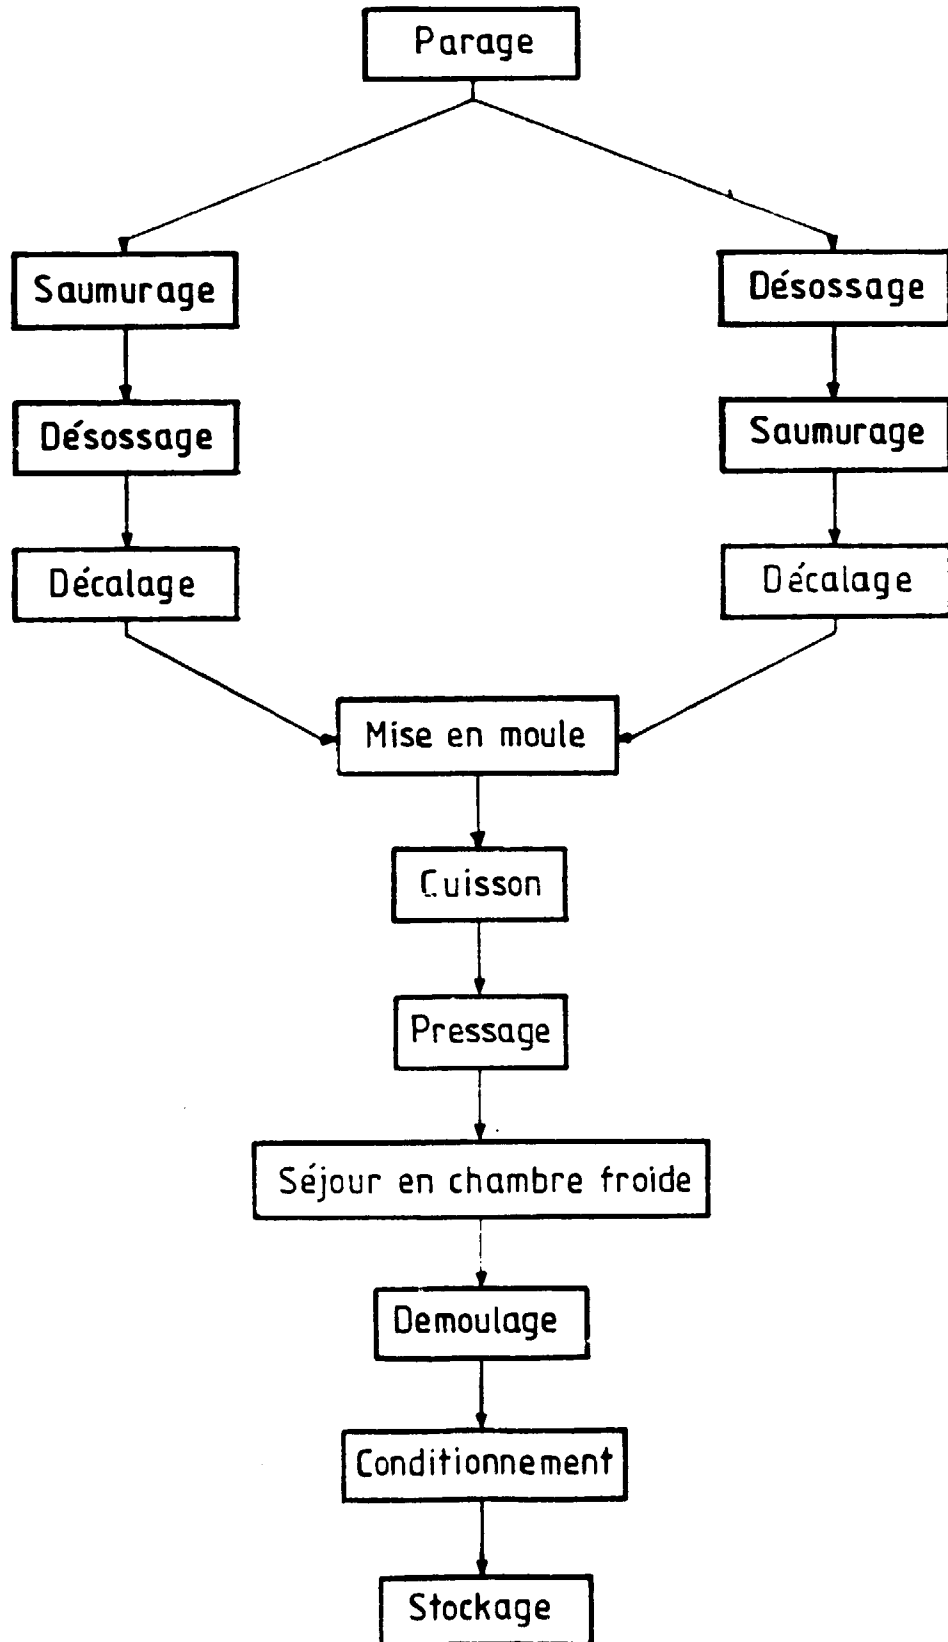 Parage
Saumurage
Désossage
Décalage
Désossage
Saumurage
Décalage
Mise en moule
Cuisson
Pressage
Séjour en chambre froide
Demoulage
Conditionnement
Stockage